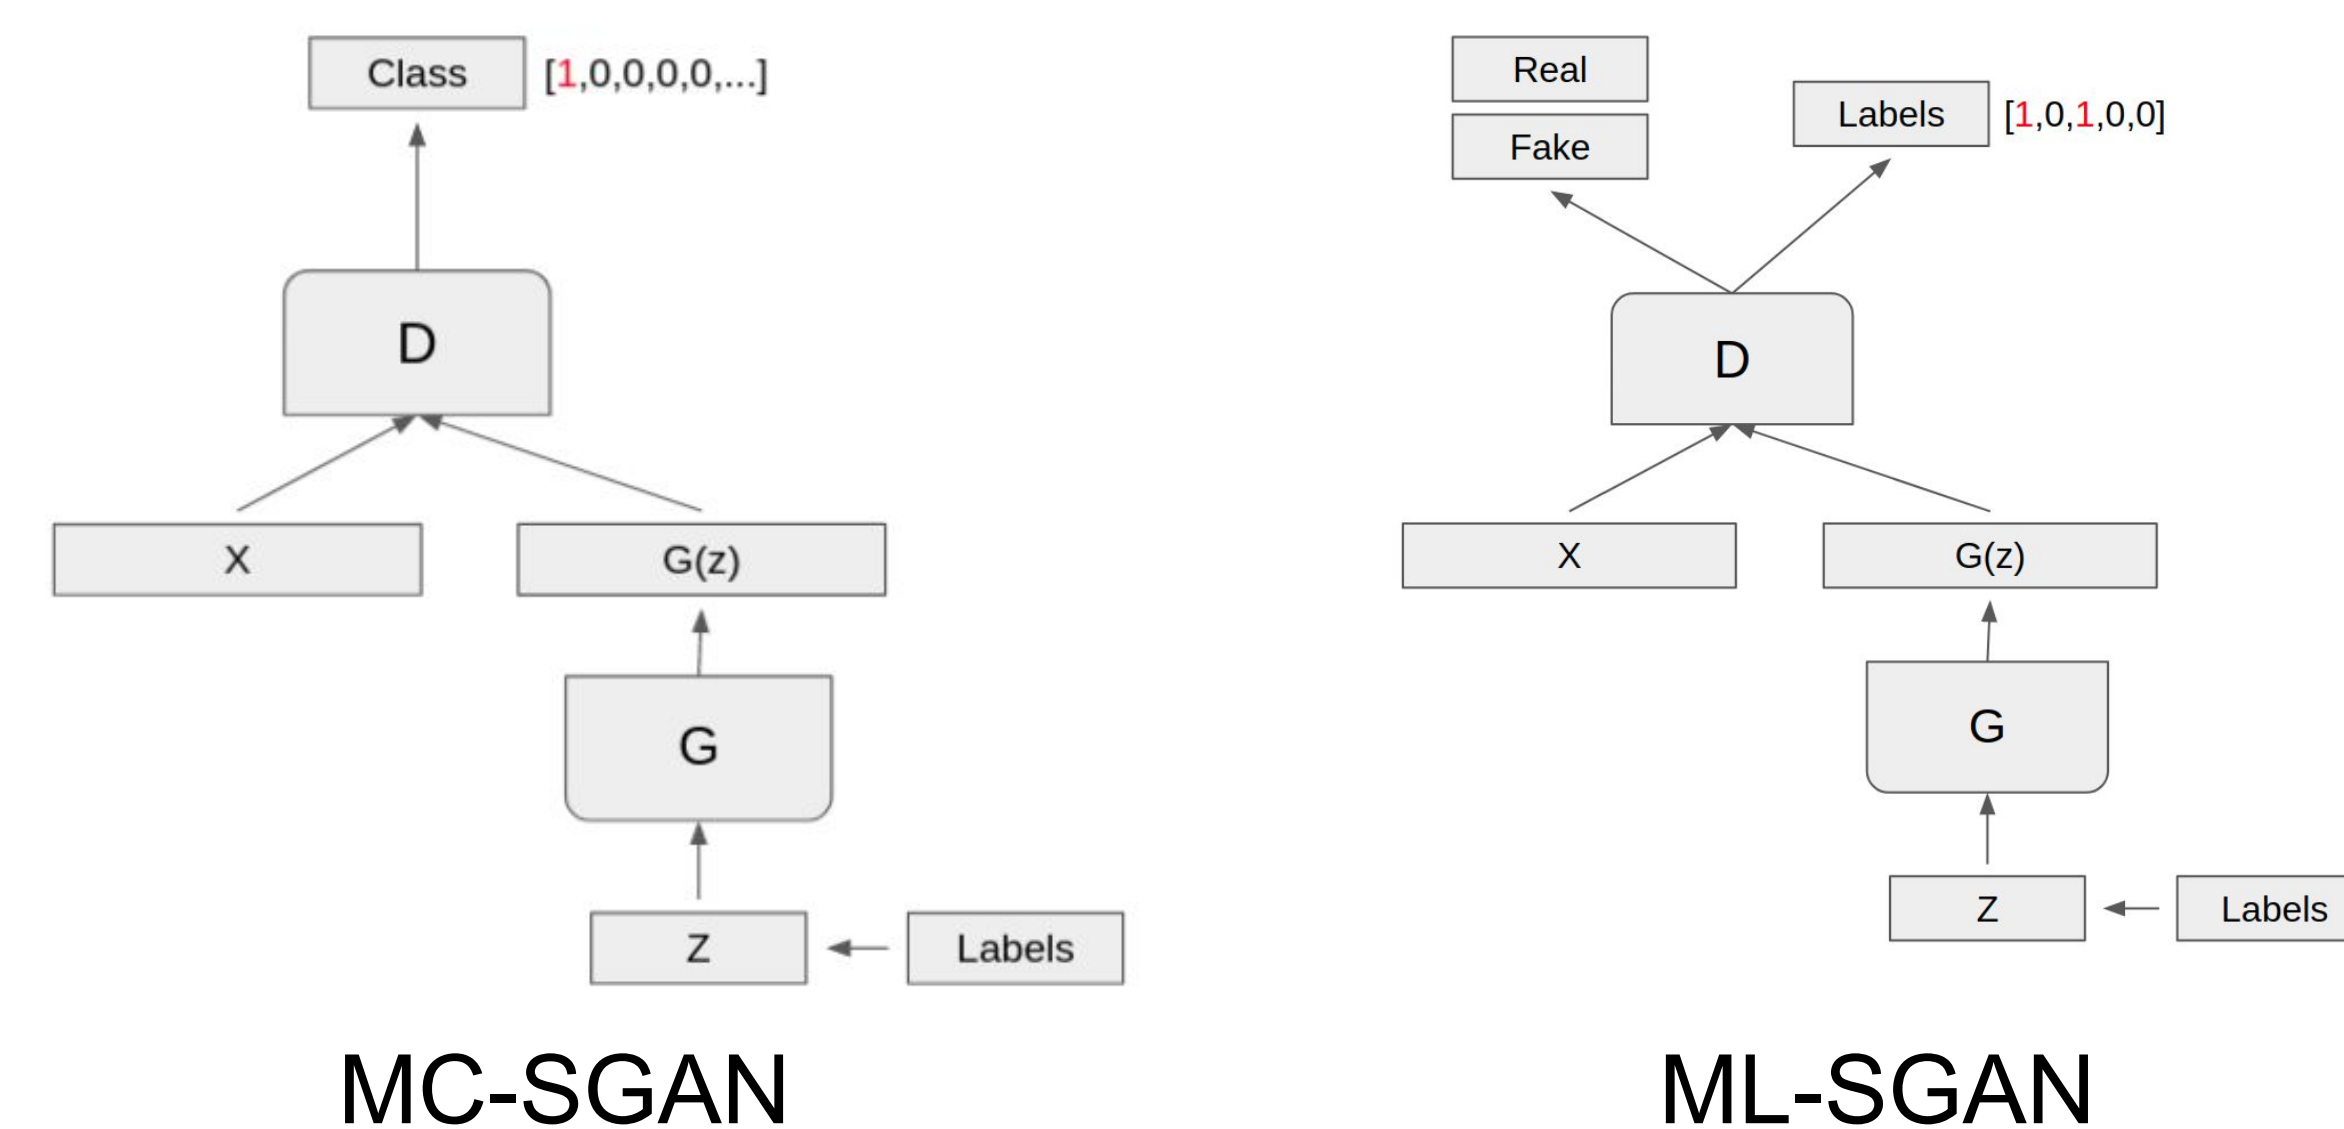 Class [1,0,0,0,0,...]
D
X
G(z)
G
Z
Labels
MC-SGAN
Real
Fake
Labels [1,0,1,0,0]
D
X
G(z)
G
Z
Labels
ML-SGAN